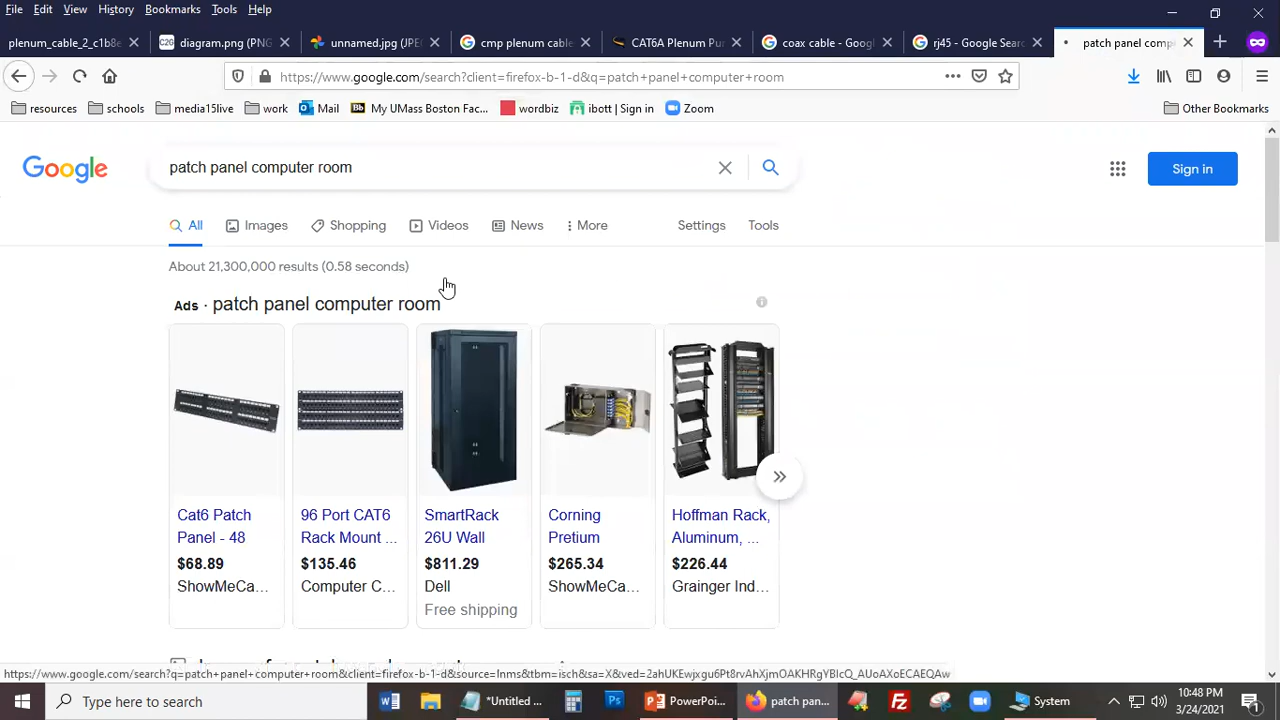 File Edit View History Bookmarks Tools Help
plenum_cable_2_c1b8e diagram.png (PNG unnamed.jpg (JPE cmp plenum cable CAT6A Plenum Pur coax cable - Googl rj45 - Google Sear patch panel comp
https://www.google.com/search?client=firefox-b-1-d&q=patch+panel+computer+room
resources schools media15live work Mail My UMass Boston Fac... wordbiz ibott | Sign in Zoom Other Bookmarks
Google patch panel computer room Sign in
All Images Shopping Videos News More Settings Tools
About 21,300,000 results (0.58 seconds)
Ads · patch panel computer room
Cat6 Patch Panel - 48
$68.89
ShowMeCa...
96 Port CAT6 Rack Mount ...
$135.46
Computer C...
SmartRack 26U Wall
$811.29
Dell
Free shipping
Corning Pretium
$265.34
ShowMeCa...
Hoffman Rack, Aluminum, ...
$226.44
Grainger Ind...
Type here to search *Untitled ... PowerPoi... patch pan... System 10:48 PM
3/24/2021